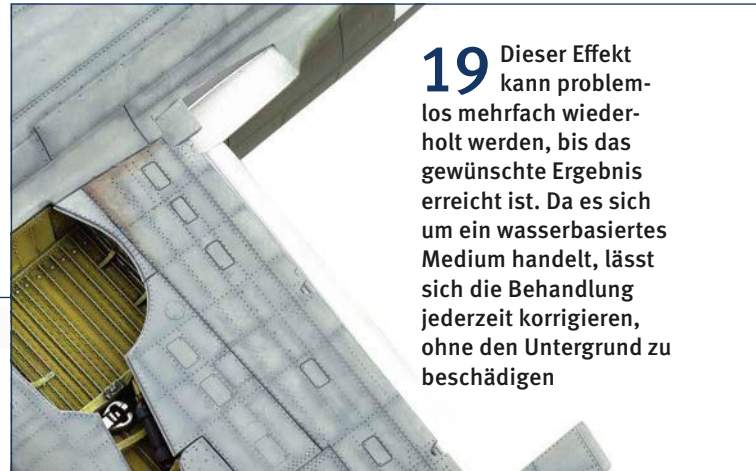 19 Dieser Effekt
kann problem-
los mehrfach wieder-
holt werden, bis das
gewünschte Ergebnis
erreicht ist. Da es sich
um ein wasserbasiertes
Medium handelt, lässt
sich die Behandlung
jederzeit korrigieren,
ohne den Untergrund zu
beschädigen